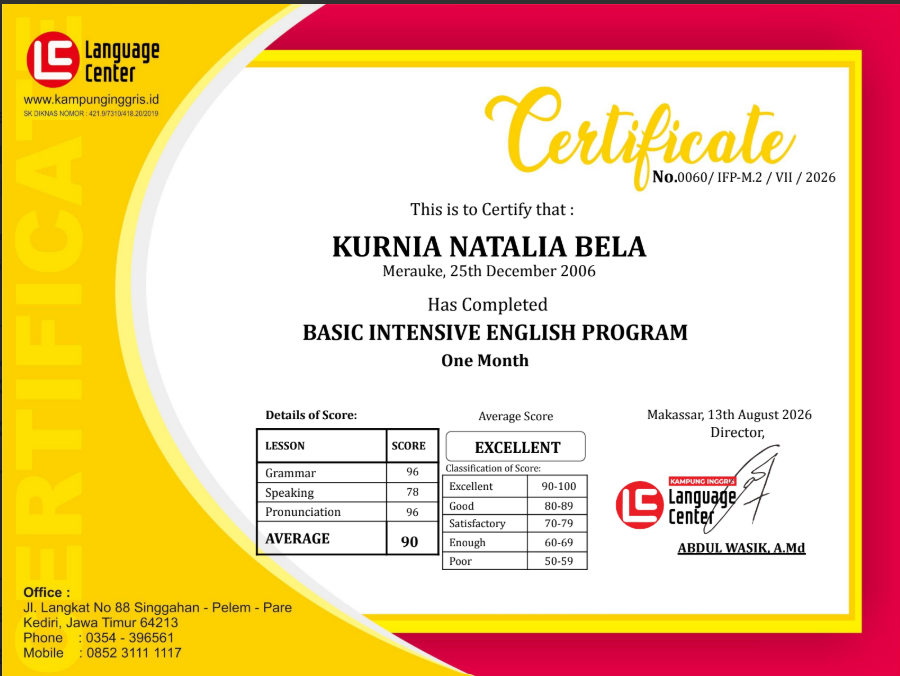 CERTIFICATE
Language
Center
www.kampunginggris.id
SK DIKNAS NOMOR : 421.9/7310/418.20/2019
Certificate
No.0060/ IFP-M.2 / VII / 2026
This is to Certify that :
KURNIA NATALIA BELA
Merauke, 25th December 2006
Has Completed
BASIC INTENSIVE ENGLISH PROGRAM
One Month
Details of Score:
LESSON SCORE
Grammar 96
Speaking 78
Pronunciation 96
AVERAGE 90
Average Score
EXCELLENT
Classification of Score:
Excellent 90-100
Good 80-89
Satisfactory 70-79
Enough 60-69
Poor 50-59
Makassar, 13th August 2026
Director,
KAMPUNG INGGRIS
Language
Center
ABDUL WASIK, A.Md
Office :
Jl. Langkat No 88 Singgahan - Pelem - Pare
Kediri, Jawa Timur 64213
Phone : 0354 - 396561
Mobile : 0852 3111 1117